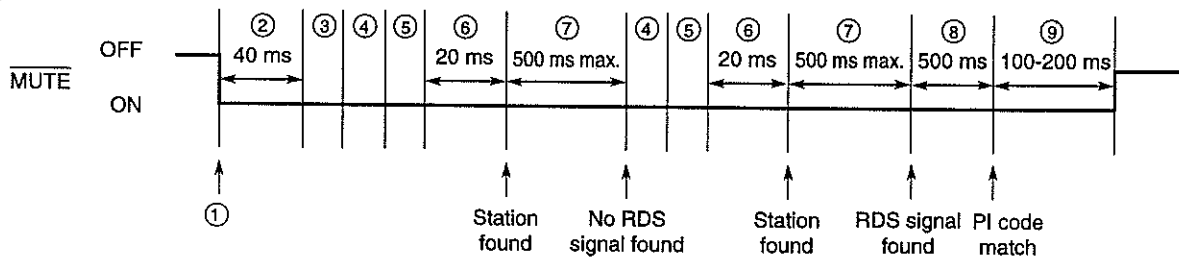 ② ③ ④ ⑤ ⑥ ⑦ ④ ⑤ ⑥ ⑦ ⑧ ⑨
OFF 40 ms 20 ms 500 ms max. 20 ms 500 ms max. 500 ms 100-200 ms
MUTE
ON
①
Station found
No RDS signal found
Station found
RDS signal found
PI code match